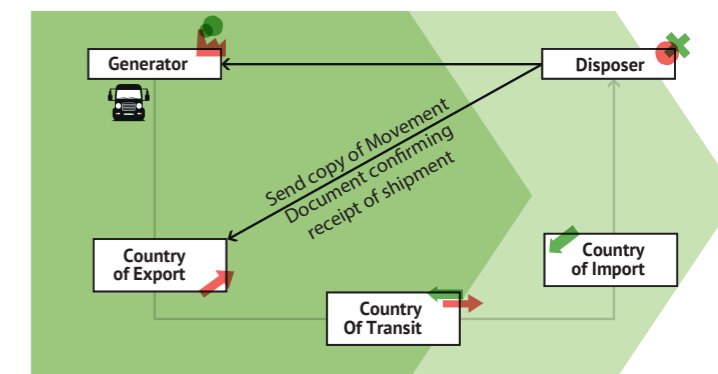 Generator
Disposer
Send copy of Movement
Document confirming
receipt of shipment
Country
of Export
Country
of Import
Country
Of Transit